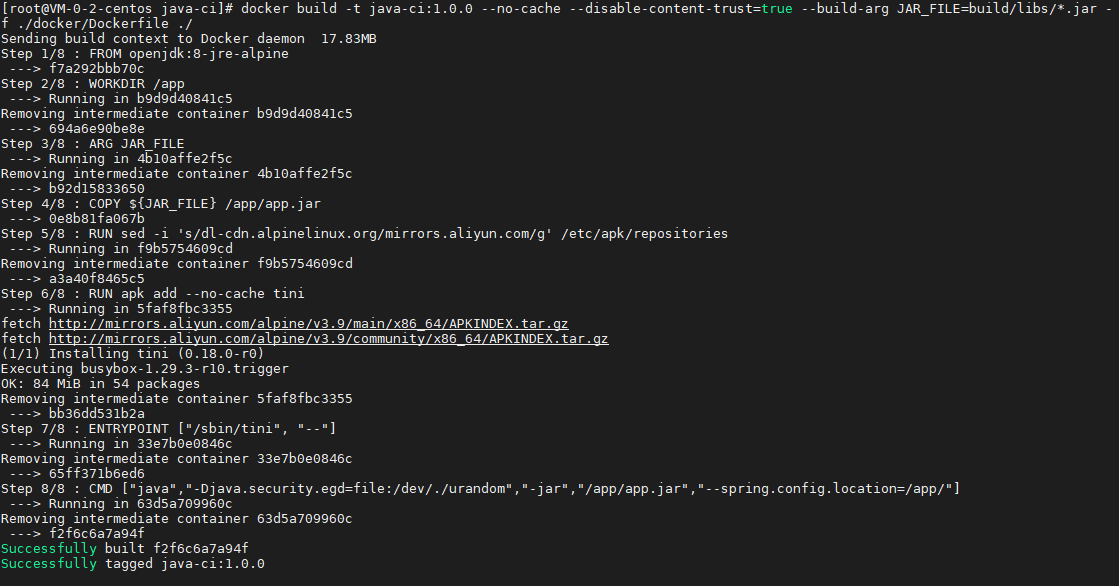 [root@VM-0-2-centos java-ci]# docker build -t java-ci:1.0.0 --no-cache --disable-content-trust=true --build-arg JAR_FILE=build/libs/*.jar -
f ./docker/Dockerfile ./
Sending build context to Docker daemon  17.83MB
Step 1/8 : FROM openjdk:8-jre-alpine
 ---> f7a292bbb70c
Step 2/8 : WORKDIR /app
 ---> Running in b9d9d40841c5
Removing intermediate container b9d9d40841c5
 ---> 694a6e90be8e
Step 3/8 : ARG JAR_FILE
 ---> Running in 4b10affe2f5c
Removing intermediate container 4b10affe2f5c
 ---> b92d15833650
Step 4/8 : COPY ${JAR_FILE} /app/app.jar
 ---> 0e8b81fa067b
Step 5/8 : RUN sed -i 's/dl-cdn.alpinelinux.org/mirrors.aliyun.com/g' /etc/apk/repositories
 ---> Running in f9b5754609cd
Removing intermediate container f9b5754609cd
 ---> a3a40f8465c5
Step 6/8 : RUN apk add --no-cache tini
 ---> Running in 5faf8fbc3355
fetch http://mirrors.aliyun.com/alpine/v3.9/main/x86_64/APKINDEX.tar.gz
fetch http://mirrors.aliyun.com/alpine/v3.9/community/x86_64/APKINDEX.tar.gz
(1/1) Installing tini (0.18.0-r0)
Executing busybox-1.29.3-r10.trigger
OK: 84 MiB in 54 packages
Removing intermediate container 5faf8fbc3355
 ---> bb36dd531b2a
Step 7/8 : ENTRYPOINT ["/sbin/tini", "--"]
 ---> Running in 33e7b0e0846c
Removing intermediate container 33e7b0e0846c
 ---> 65ff371b6ed6
Step 8/8 : CMD ["java","-Djava.security.egd=file:/dev/./urandom","-jar","/app/app.jar","--spring.config.location=/app/"]
 ---> Running in 63d5a709960c
Removing intermediate container 63d5a709960c
 ---> f2f6c6a7a94f
Successfully built f2f6c6a7a94f
Successfully tagged java-ci:1.0.0